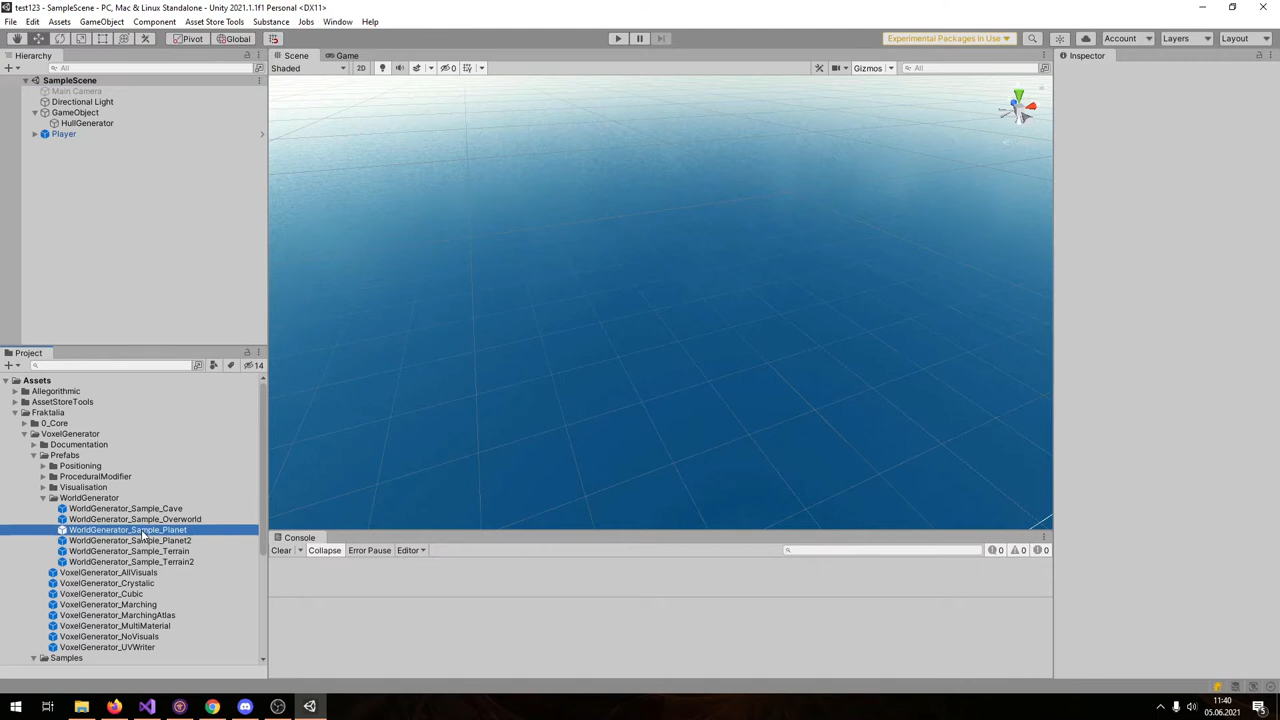 test123 - SampleScene - PC, Mac & Linux Standalone - Unity 2021.1.1f1 Personal <DX11>
File Edit Assets GameObject Component Asset Store Tools Substance Jobs Window Help
Pivot Global Experimental Packages In Use Account Layers Layout
Hierarchy Scene Game Inspector
All Shaded 2D 0 Gizmos All
SampleScene
Main Camera
Directional Light
GameObject
HullGenerator
Player
Project
14
Assets
Allegorithmic
AssetStoreTools
Fraktalia
0_Core
VoxelGenerator
Documentation
Prefabs
Positioning
ProceduralModifier
Visualisation
WorldGenerator
WorldGenerator_Sample_Cave
WorldGenerator_Sample_Overworld
WorldGenerator_Sample_Planet
WorldGenerator_Sample_Planet2
WorldGenerator_Sample_Terrain
WorldGenerator_Sample_Terrain2
VoxelGenerator_AllVisuals
VoxelGenerator_Crystalic
VoxelGenerator_Cubic
VoxelGenerator_Marching
VoxelGenerator_MarchingAtlas
VoxelGenerator_MultiMaterial
VoxelGenerator_NoVisuals
VoxelGenerator_UVWriter
Samples
Console
Clear Collapse Error Pause Editor 0 0 0
11:40
05.06.2021